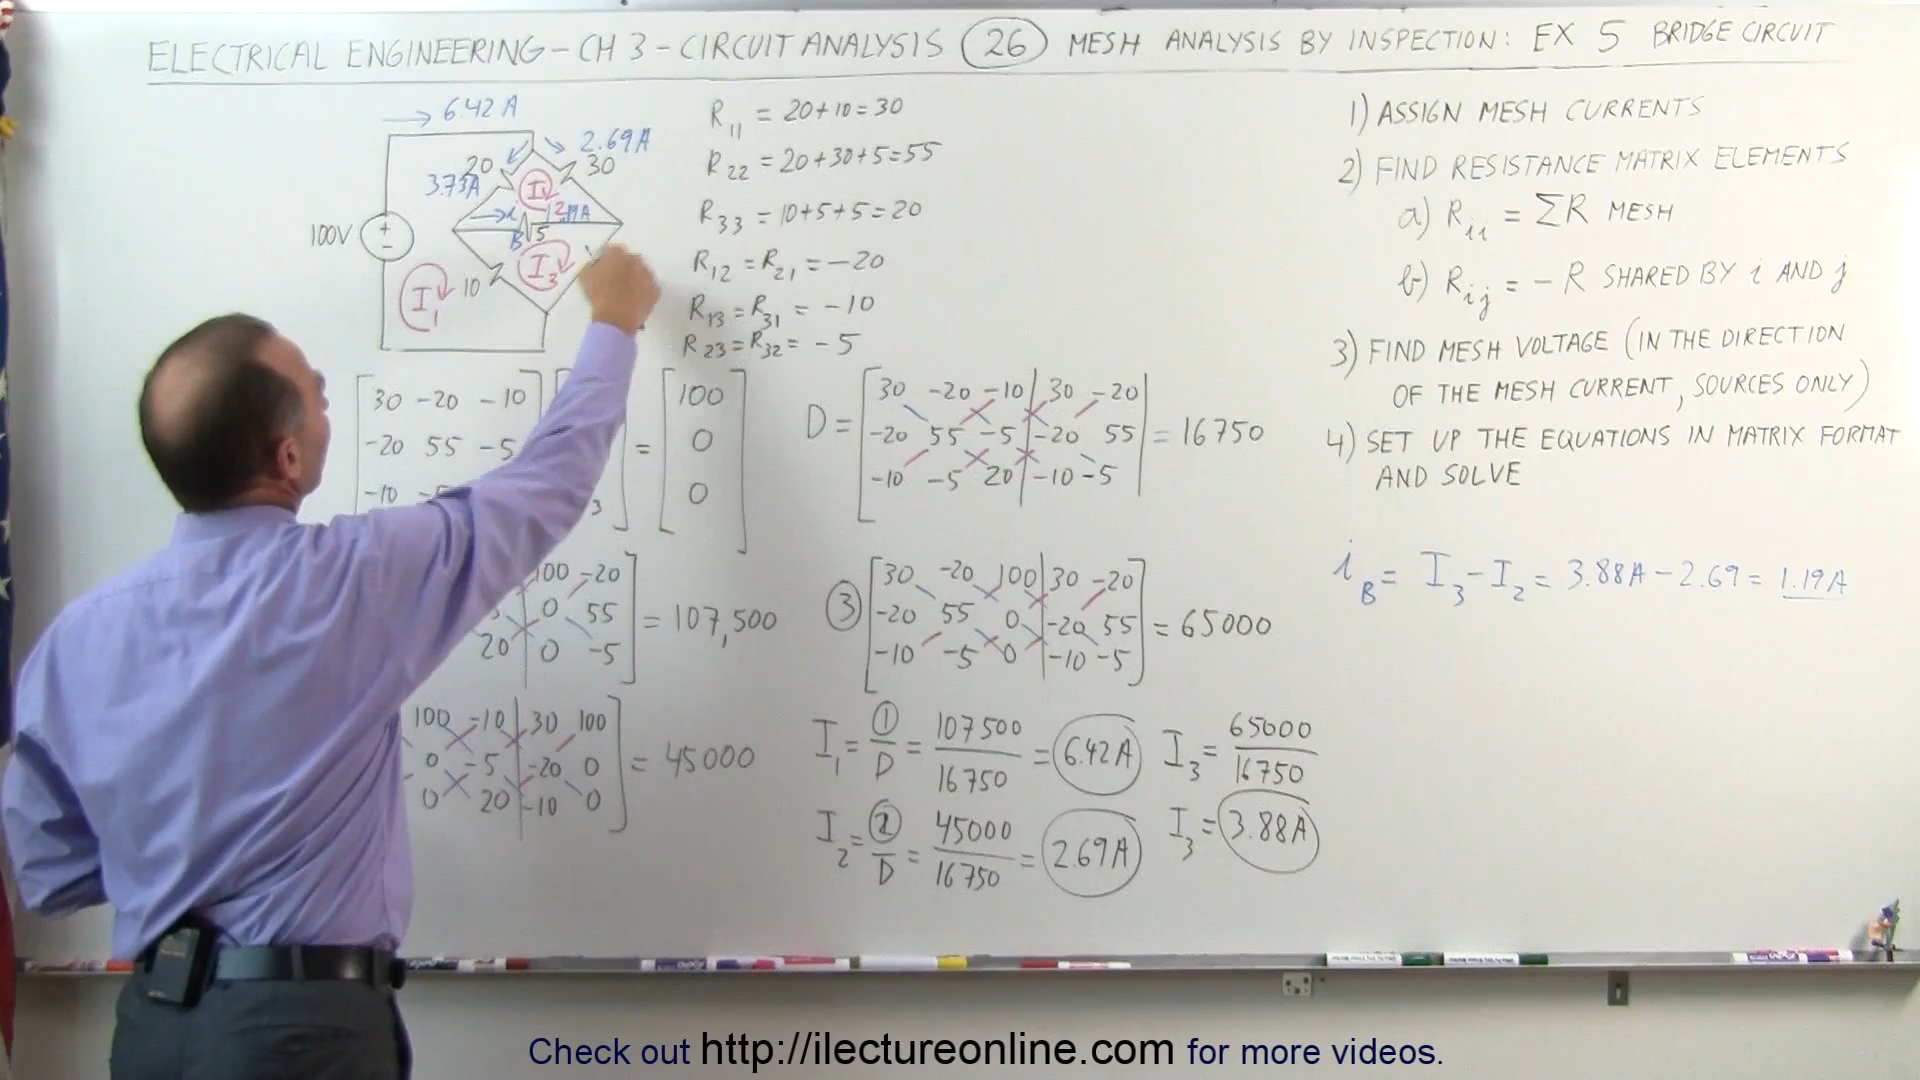 ELECTRICAL ENGINEERING - CH 3 - CIRCUIT ANALYSIS 26 MESH ANALYSIS BY INSPECTION: EX 5 BRIDGE CIRCUIT
→ 6.42 A
2.69A
20 30
3.73A
I
i 1.19A
B 5
100V + -
I3
10
I1
R11 = 20+10=30
R22 = 20+30+5=55
R33 = 10+5+5=20
R12 = R21 = -20
R13 = R31 = -10
R23 = R32 = -5
30 -20 -10
-20 55 -5
-10
3
=
100
0
0
D = 30 -20 -10 30 -20
-20 55 -5 -20 55
-10 -5 20 -10 -5
= 16750
100 -20
0 55
20 0 -5
= 107,500
3 30 -20 100 30 -20
-20 55 0 -20 55
-10 -5 0 -10 -5
= 65000
100 -10 30 100
0 -5 -20 0
0 20 -10 0
= 45000
I1 = 1/D = 107500/16750 = 6.42A
I2 = 2/D = 45000/16750 = 2.69A
I3 = 65000/16750
I3 = 3.88A
1) ASSIGN MESH CURRENTS
2) FIND RESISTANCE MATRIX ELEMENTS
a) Rii = ΣR MESH
b) Rij = - R SHARED BY i AND j
3) FIND MESH VOLTAGE (IN THE DIRECTION
OF THE MESH CURRENT, SOURCES ONLY)
4) SET UP THE EQUATIONS IN MATRIX FORMAT
AND SOLVE
iB = I3 - I2 = 3.88A - 2.69 = 1.19A
Check out http://ilectureonline.com for more videos.